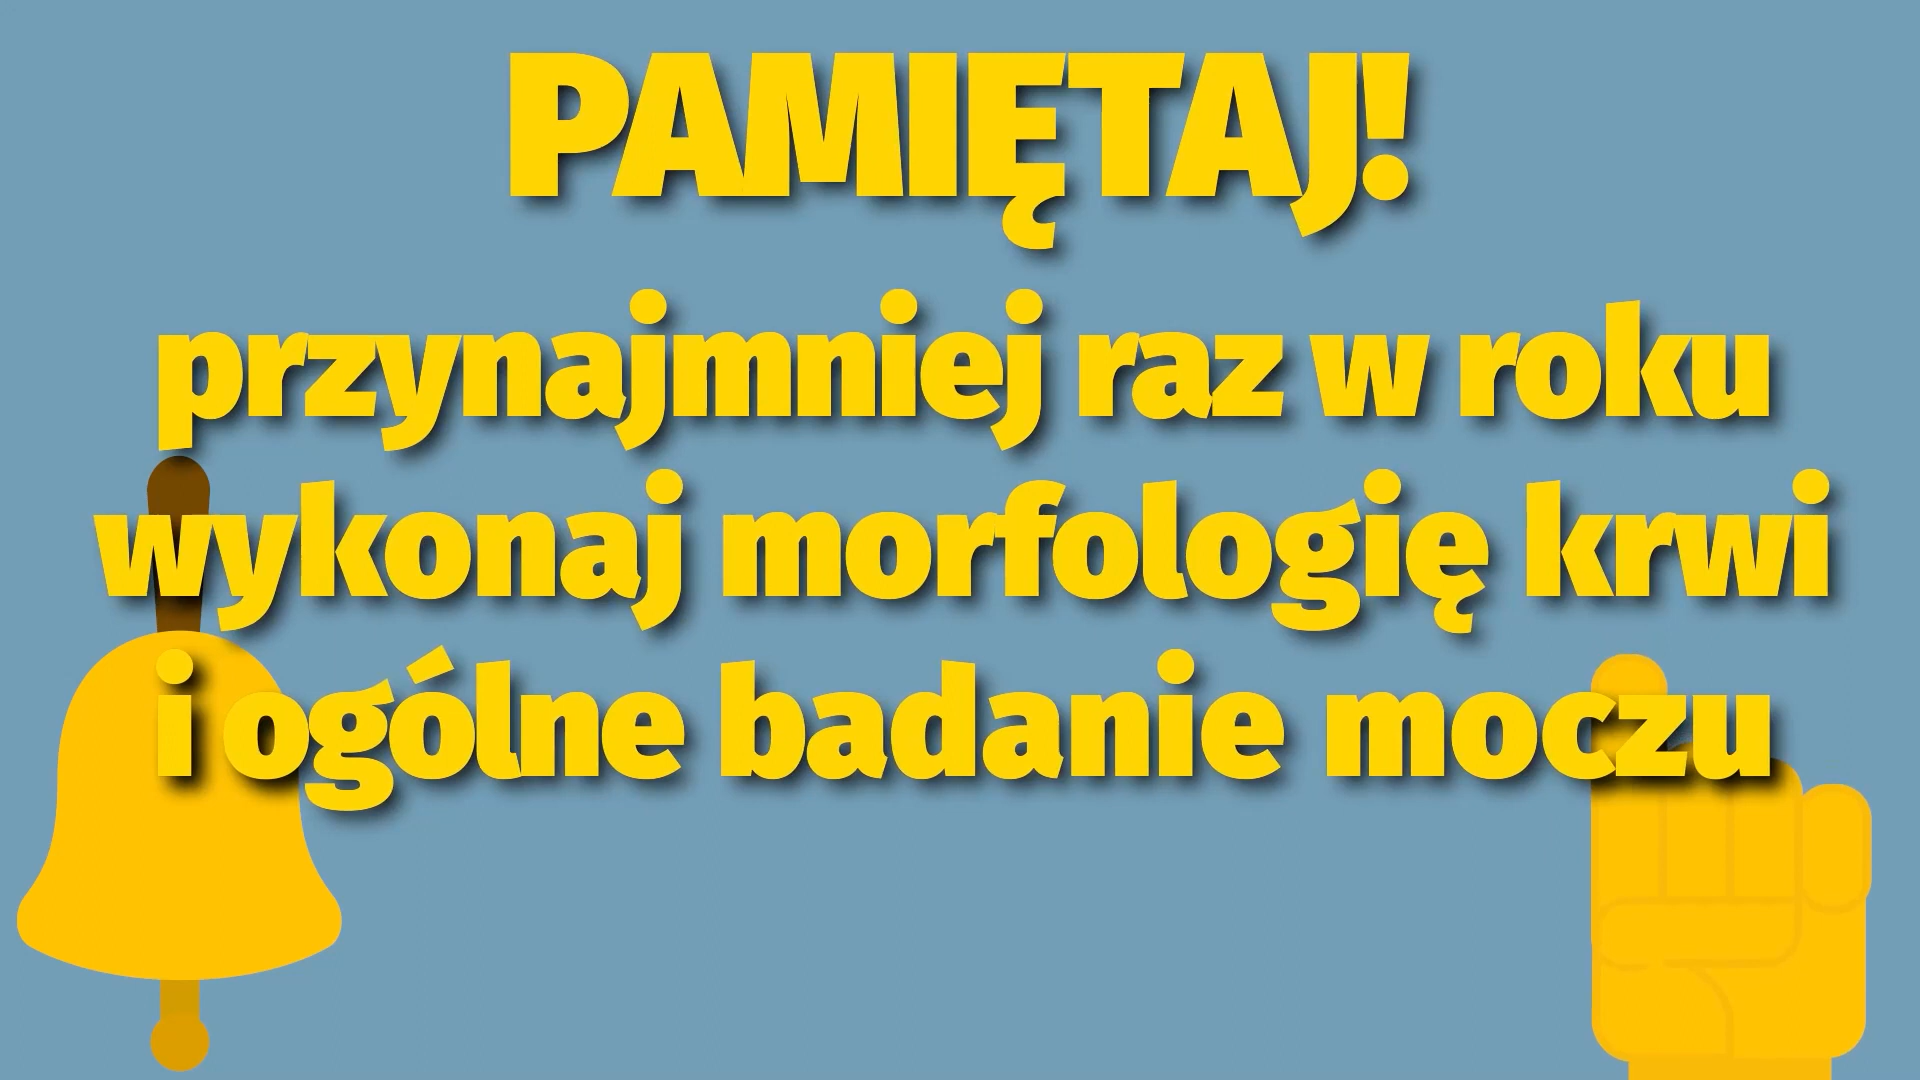 PAMIĘTAJ!
przynajmniej raz w roku
wykonaj morfologię krwi
i ogólne badanie moczu